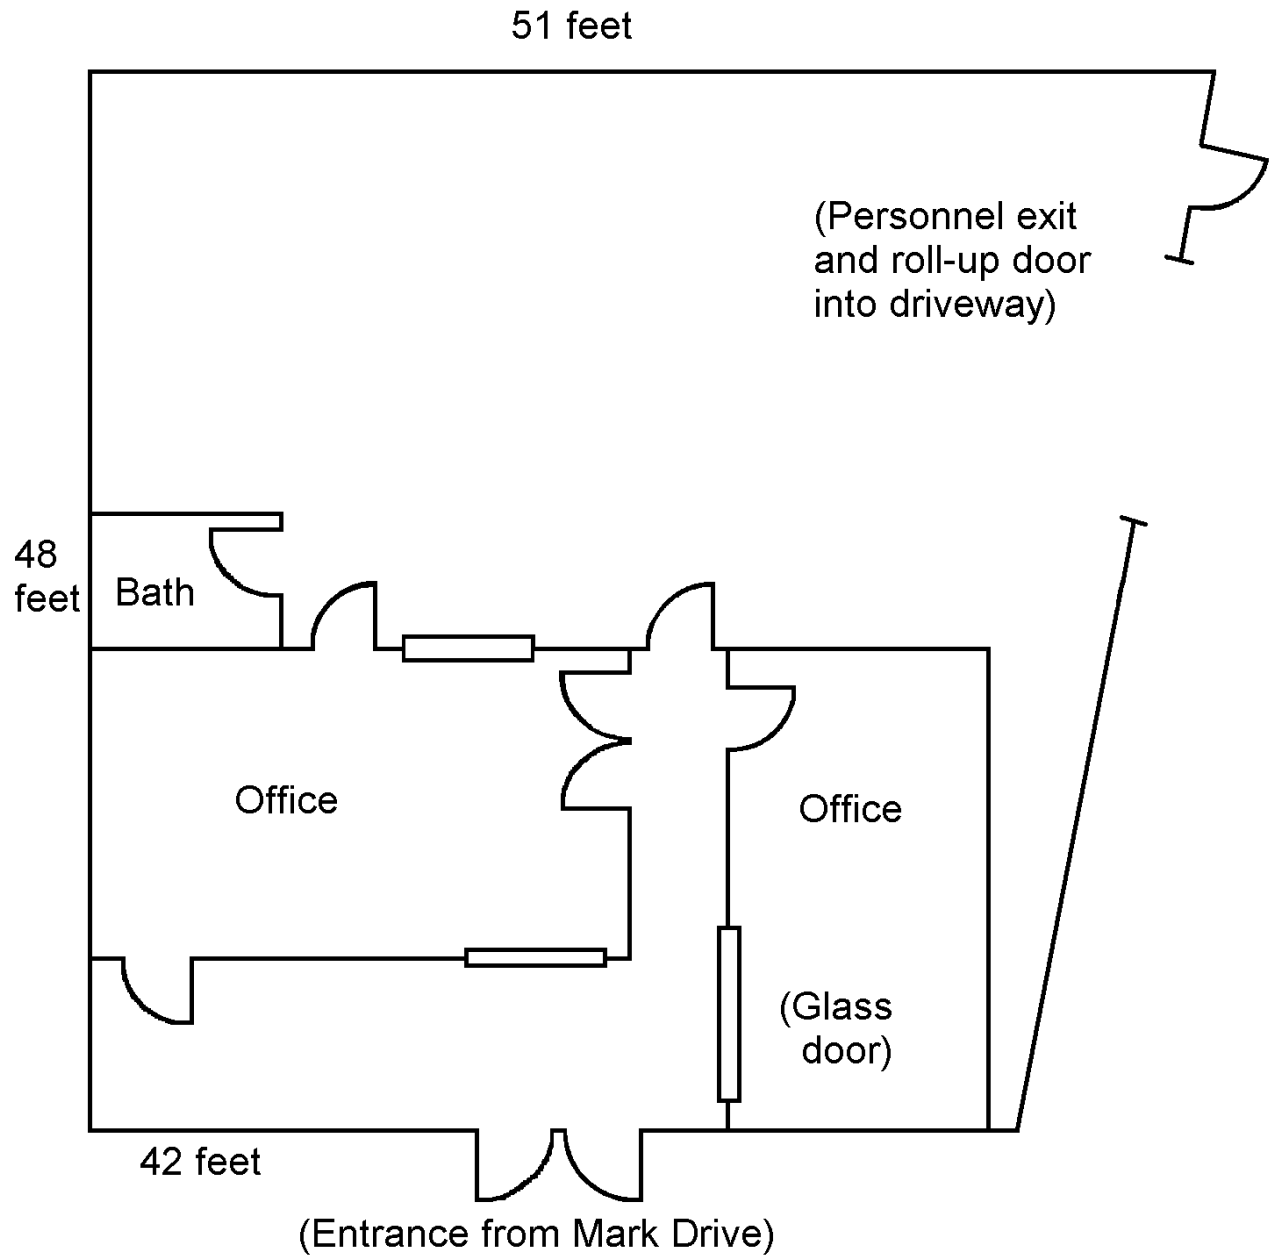 51 feet
(Personnel exit
and roll-up door
into driveway)
48
feet
Bath
Office
Office
(Glass
door)
42 feet
(Entrance from Mark Drive)